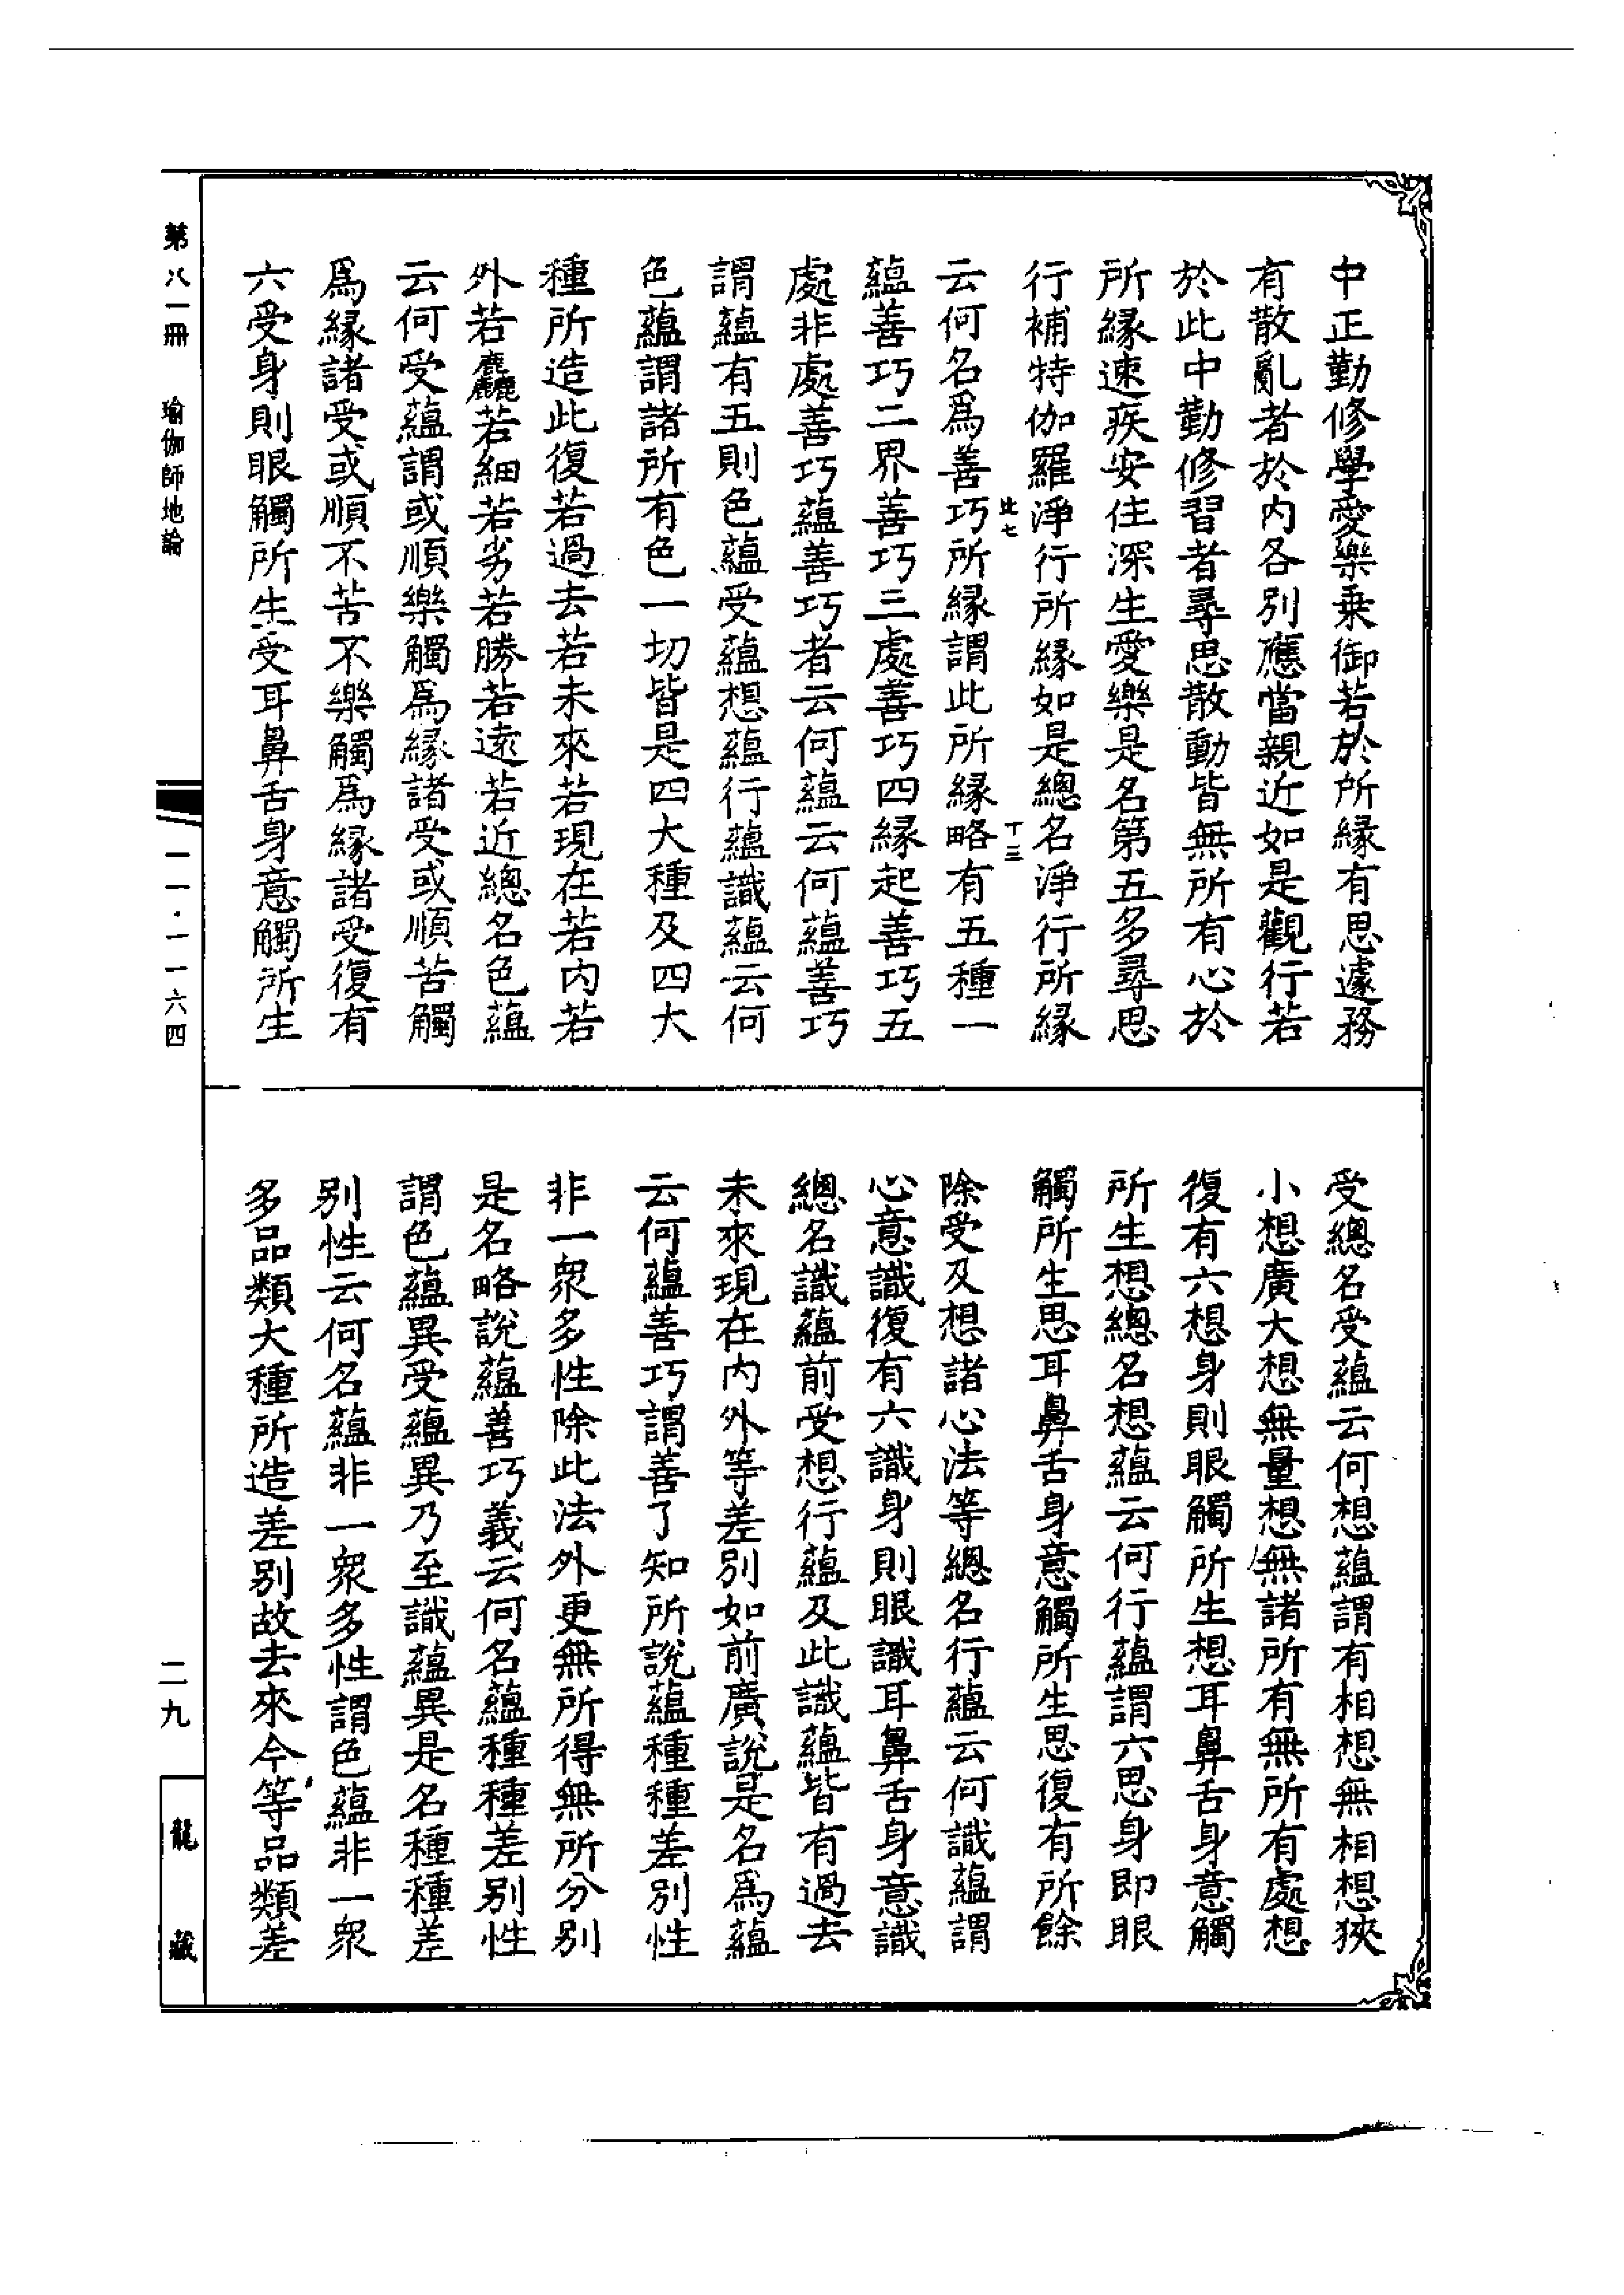 中正勤修學愛樂乗御若於所縁有思遽務
有散亂者於内各别應當親近如是觀行若
於此中勤修習者尋思散動皆無所有心於
所縁速疾安住深生愛樂是名第五多尋思
行補特伽羅淨行所縁如是總名淨行所縁
云何名爲善巧所縁謂此所縁略有五種一
蘊善巧二界善巧三處善巧四縁起善巧五
處非處善巧蘊善巧者云何蘊云何蘊善巧
謂蘊有五則色蘊受蘊想蘊行蘊識蘊云何
色蘊謂諸所有色一切皆是四大種及四大
種所造此復若過去若未來若現在若内若
外若麤若細若劣若勝若遠若近總名色蘊
云何受蘊謂或順樂觸爲縁諸受或順苦觸
爲縁諸受或順不苦不樂觸爲縁諸受復有
六受身則眼觸所生受耳鼻舌身意觸所生
受總名受蘊云何想蘊謂有相想無相想狹
小想廣大想無量想無諸所有無所有處想
復有六想身則眼觸所生想耳鼻舌身意觸
所生想總名想蘊云何行蘊謂六思身即眼
觸所生思耳鼻舌身意觸所生思復有所餘
除受及想諸心法等總名行蘊云何識蘊謂
心意識復有六識身則眼識耳鼻舌身意識
總名識蘊前受想行蘊及此識蘊皆有過去
未來現在内外等差别如前廣說是名爲蘊
云何蘊善巧謂善了知所說蘊種種差别性
非一衆多性除此法外更無所得無所分别
是名略說蘊善巧義云何名蘊種種差别性
謂色蘊異受蘊異乃至識蘊異是名種種差
别性云何名蘊非一衆多性謂色蘊非一衆
多品類大種所造差别故去來今等品類差
十三
第八一冊 瑜伽師地論
一一·一一六四
二九
龍藏